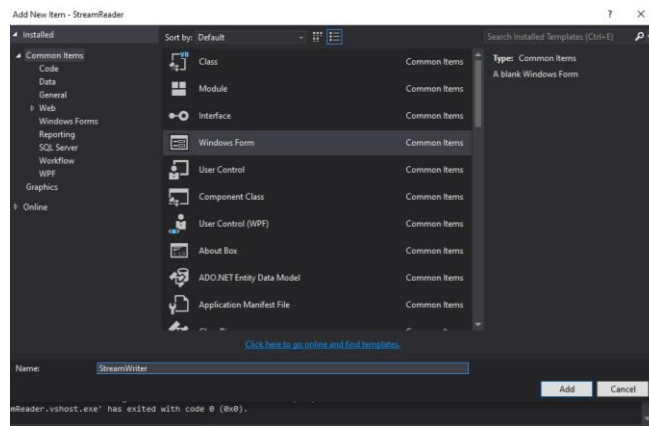 Add New Item - StreamReader ? ×
Installed
Sort by: Default
Search Installed Templates (Ctrl+E)
Common Items
Code
Data
General
Web
Windows Forms
Reporting
SQL Server
Workflow
WPF
Graphics
Online
VB
Class Common Items
Module Common Items
Interface Common Items
Windows Form Common Items
User Control Common Items
Component Class Common Items
User Control (WPF) Common Items
About Box Common Items
ADO.NET Entity Data Model Common Items
Application Manifest File Common Items
Type: Common Items
A blank Windows Form
Click here to go online and find templates.
Name: StreamWriter
Add Cancel
mReader.vshost.exe' has exited with code 0 (0x0).